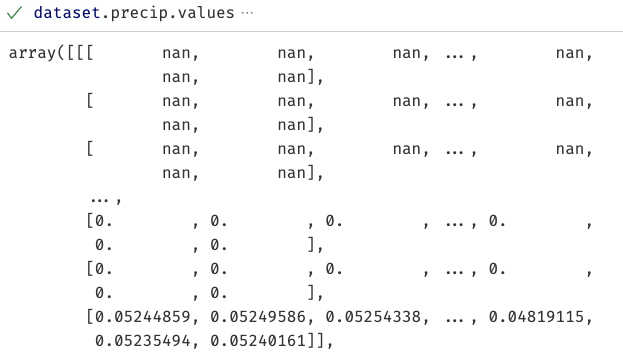 dataset.precip.values ...
array([[[        nan,        nan,        nan, ...,        nan,
                 nan,        nan],
        [        nan,        nan,        nan, ...,        nan,
                 nan,        nan],
        [        nan,        nan,        nan, ...,        nan,
                 nan,        nan],
        ...,
        [0.        , 0.        , 0.        , ..., 0.        ,
         0.        , 0.        ],
        [0.        , 0.        , 0.        , ..., 0.        ,
         0.        , 0.        ],
        [0.05244859, 0.05249586, 0.05254338, ..., 0.04819115,
         0.05235494, 0.05240161]],